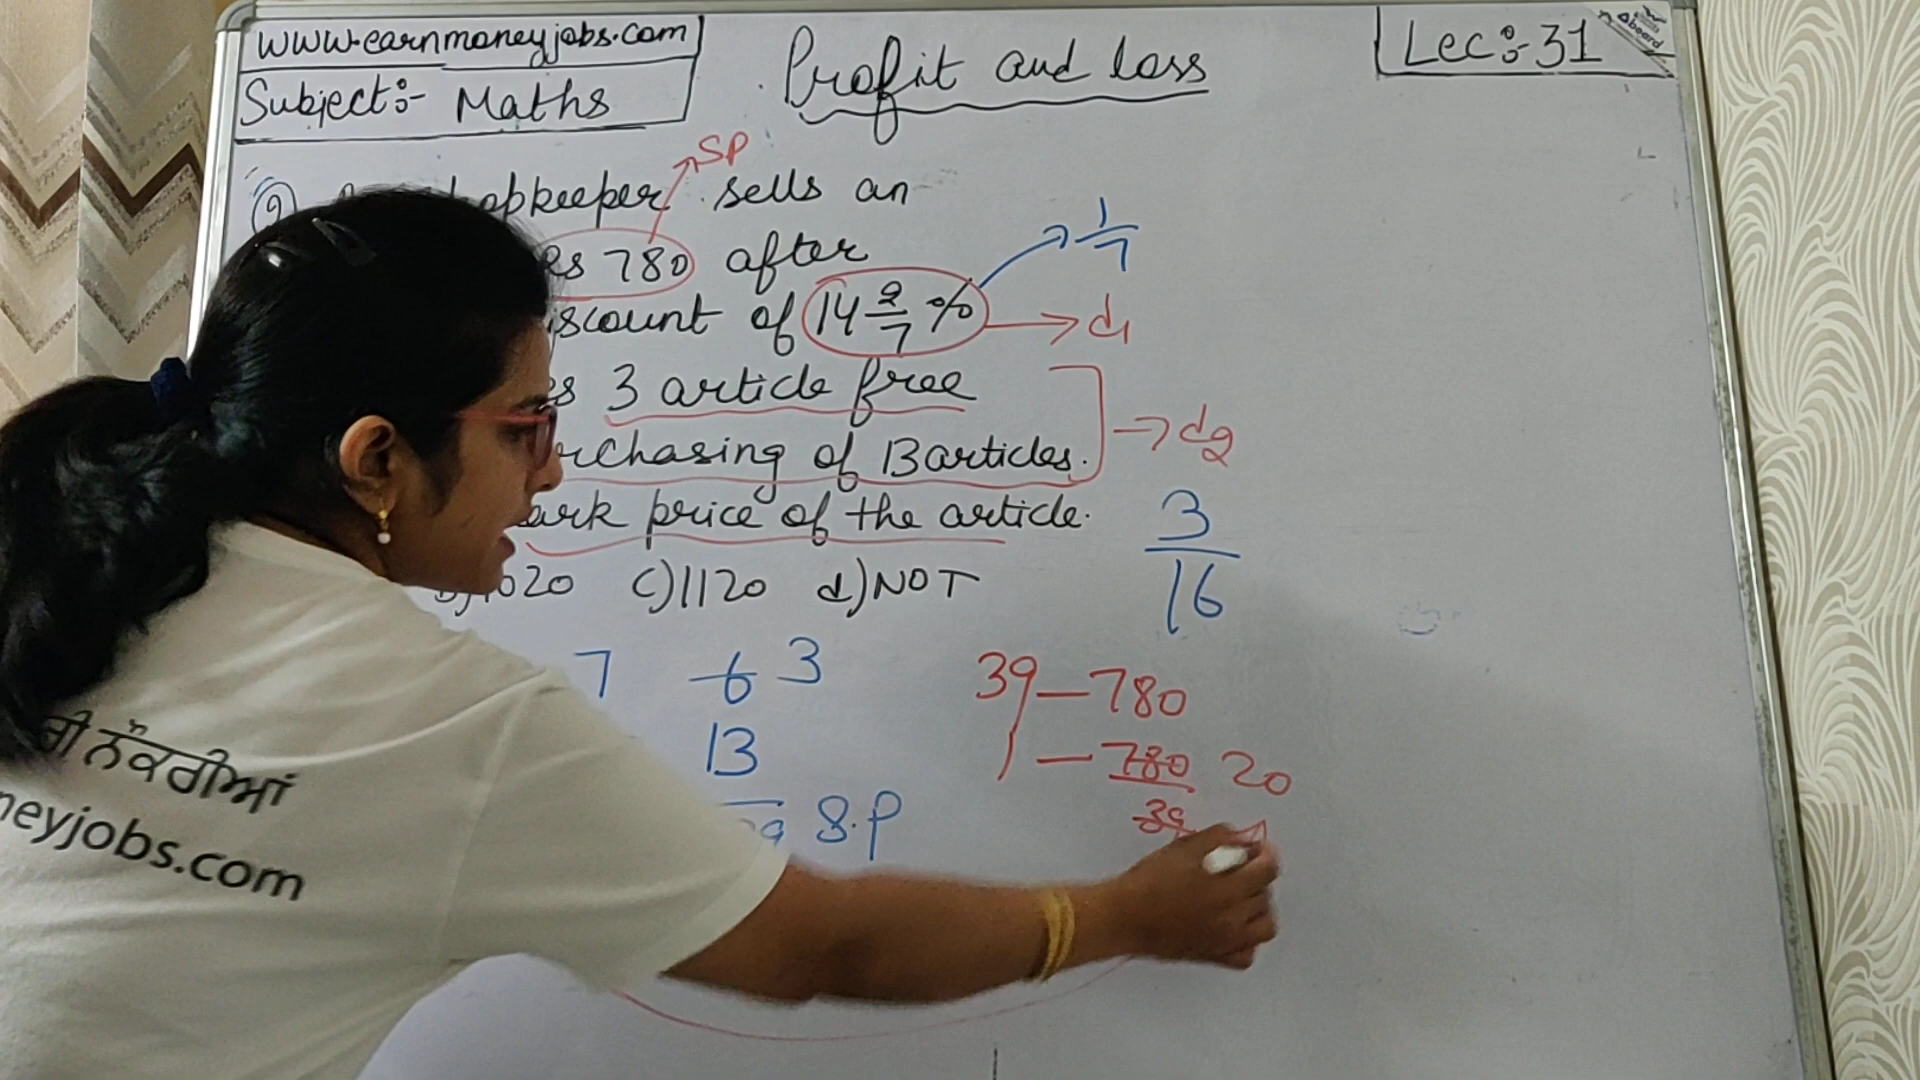 www.earnmoneyjobs.com
Subject:- Maths
Profit and loss
Lec:-31
SP
sells an
780 after
of 14 2/7 %
1/7
d1
3 article free
d2
of 13 articles.
price of the article.
3/16
c) 1120 d) NOT
7 6 3
13
S.P
39 — 780
1 — 780/39 20
ਨੌਕਰੀਆਂ
neyjobs.com